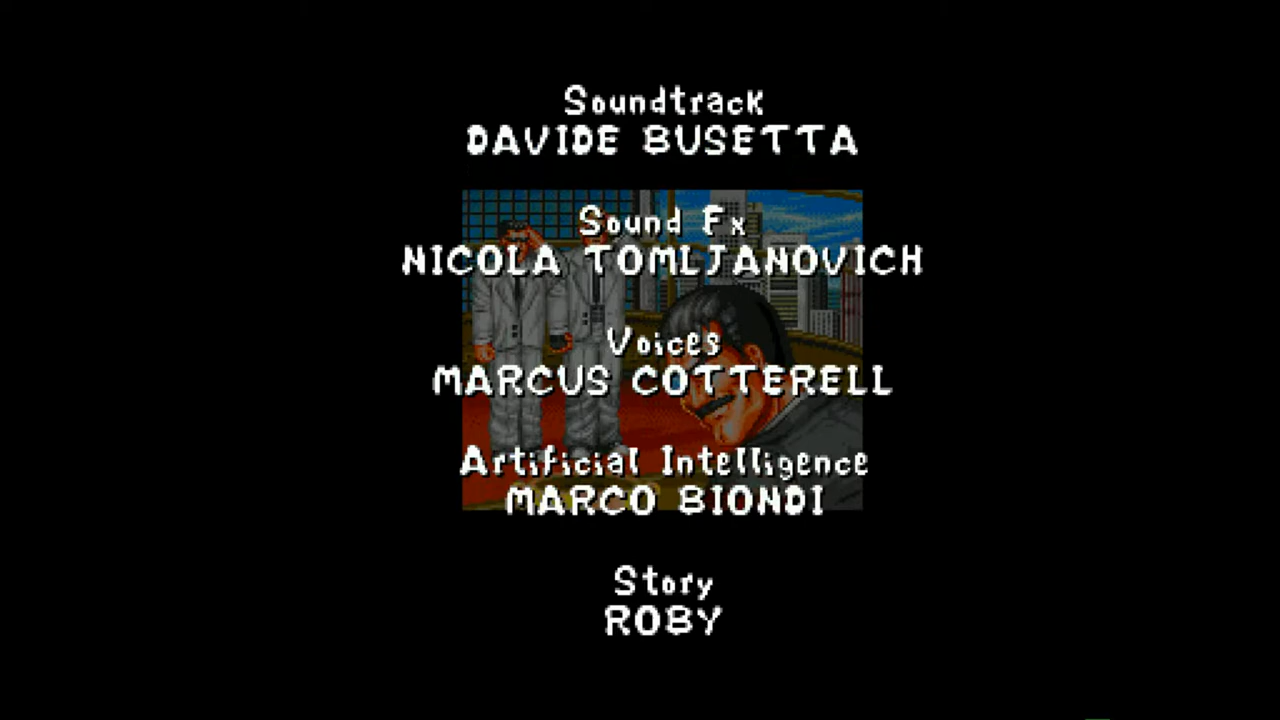 Soundtrack
DAVIDE BUSETTA
Sound Fx
NICOLA TOMLJANOVICH
Voices
MARCUS COTTERELL
Artificial Intelligence
MARCO BIONDI
Story
ROBY